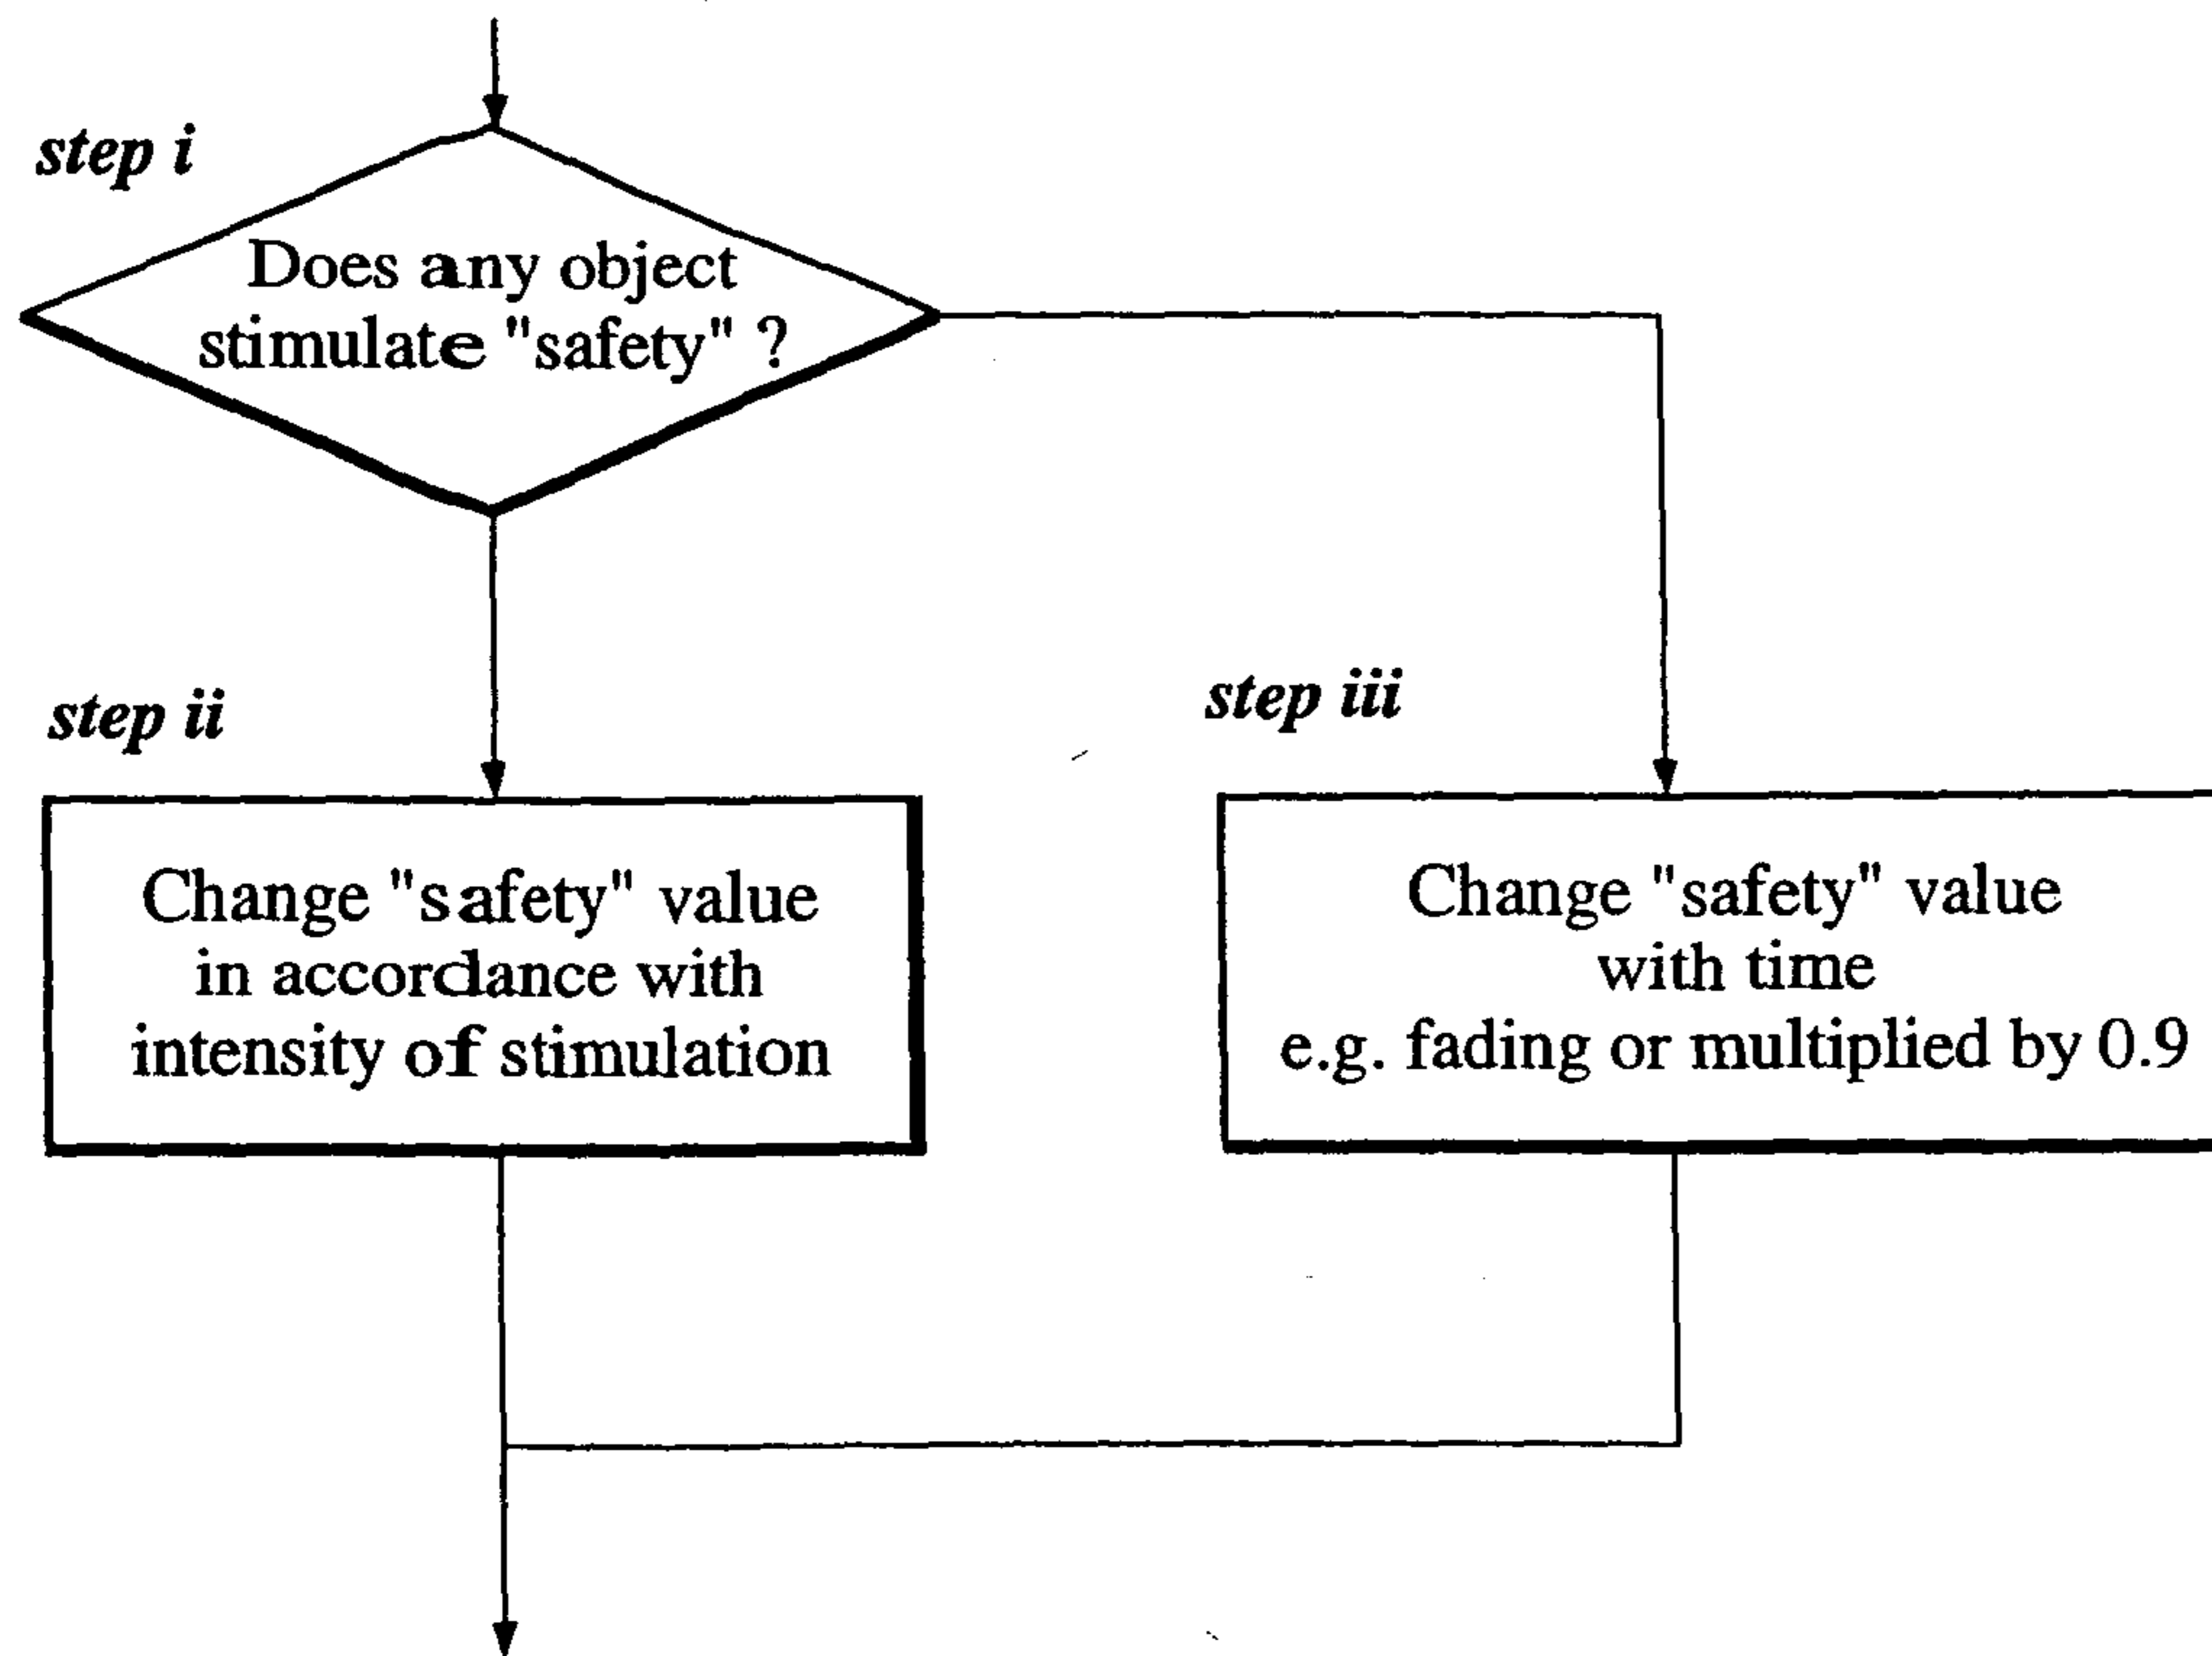 step i
Does any object
stimulate "safety" ?
step ii
Change "safety" value
in accordance with
intensity of stimulation
step iii
Change "safety" value
with time
e.g. fading or multiplied by 0.9